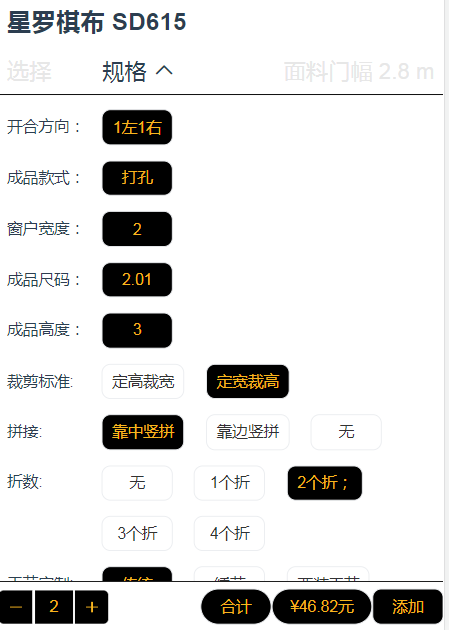 星罗棋布 SD615
选择 规格 面料门幅 2.8 m
开合方向： 1左1右
成品款式： 打孔
窗户宽度： 2
成品尺码： 2.01
成品高度： 3
裁剪标准: 定高裁宽 定宽裁高
拼接: 靠中竖拼 靠边竖拼 无
折数: 无 1个折 2个折；
3个折 4个折
－ 2 ＋ 合计 ¥46.82元 添加